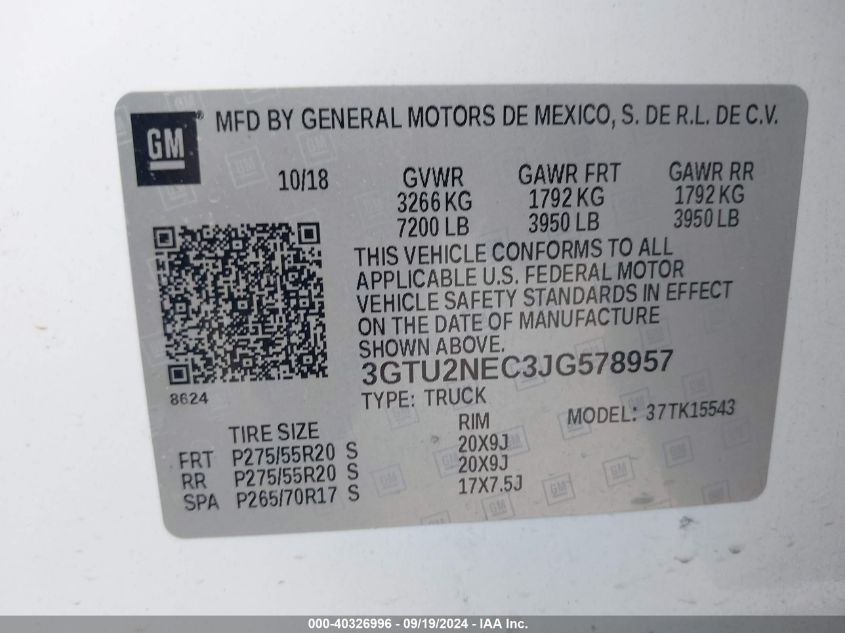 GM® MFD BY GENERAL MOTORS DE MEXICO, S. DE R.L. DE C.V.
10/18 GVWR GAWR FRT GAWR RR
3266 KG 1792 KG 1792 KG
7200 LB 3950 LB 3950 LB
THIS VEHICLE CONFORMS TO ALL
APPLICABLE U.S. FEDERAL MOTOR
VEHICLE SAFETY STANDARDS IN EFFECT
ON THE DATE OF MANUFACTURE
SHOWN ABOVE.
3GTU2NEC3JG578957
8624 TYPE: TRUCK
MODEL: 37TK15543
TIRE SIZE RIM
FRT P275/55R20 S 20X9J
RR P275/55R20 S 20X9J
SPA P265/70R17 S 17X7.5J
000-40326996 - 09/19/2024 - IAA Inc.